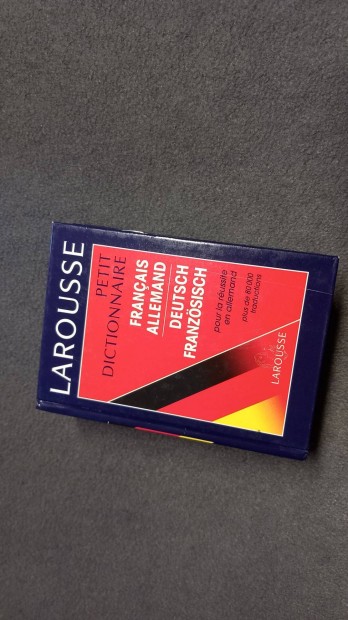 LAROUSSE
PETIT
DICTIONNAIRE
FRANÇAIS
ALLEMAND
DEUTSCH
FRANZÖSISCH
pour la réussite
en allemand
plus de 80 000
traductions
LAROUSSE